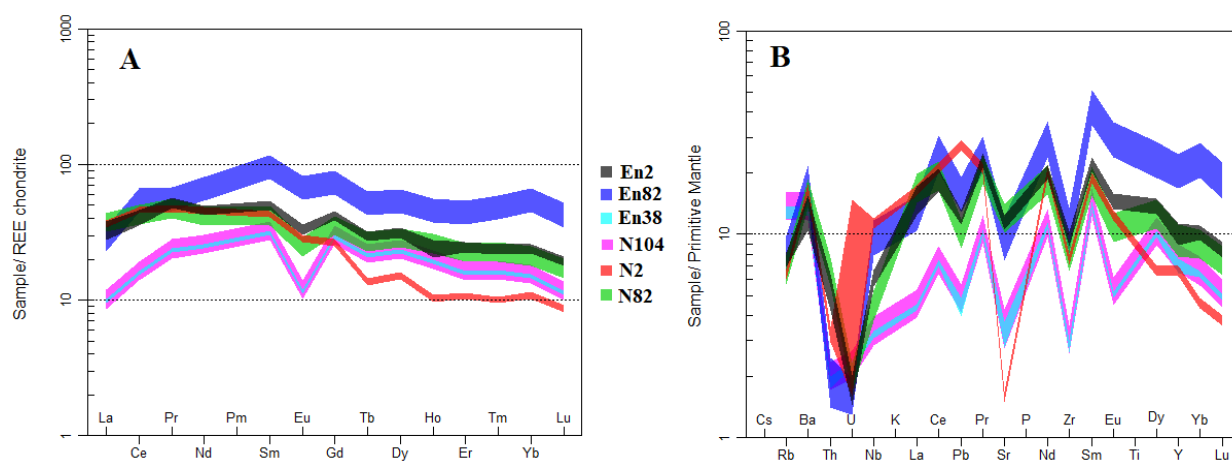 A
Sample/ REE chondrite
1000
100
10
1
La Pr Pm Eu Tb Ho Tm Lu
Ce Nd Sm Gd Dy Er Yb
En2
En82
En38
N104
N2
N82
B
Sample/ Primitive Mantle
100
10
1
Cs Ba U K Ce Pr P Zr Eu Dy Yb
Rb Th Nb La Pb Sr Nd Sm Ti Y Lu